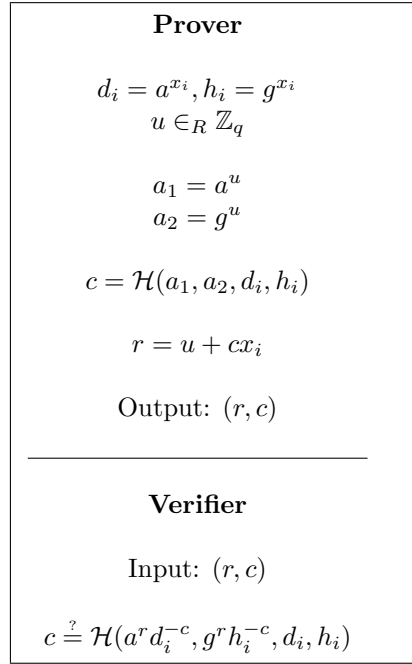 Prover
d_i = a^{x_i}, h_i = g^{x_i}
u ∈_R ℤ_q
a_1 = a^u
a_2 = g^u
c = ℋ(a_1, a_2, d_i, h_i)
r = u + cx_i
Output: (r, c)
Verifier
Input: (r, c)
c ≟ ℋ(a^r d_i^{-c}, g^r h_i^{-c}, d_i, h_i)